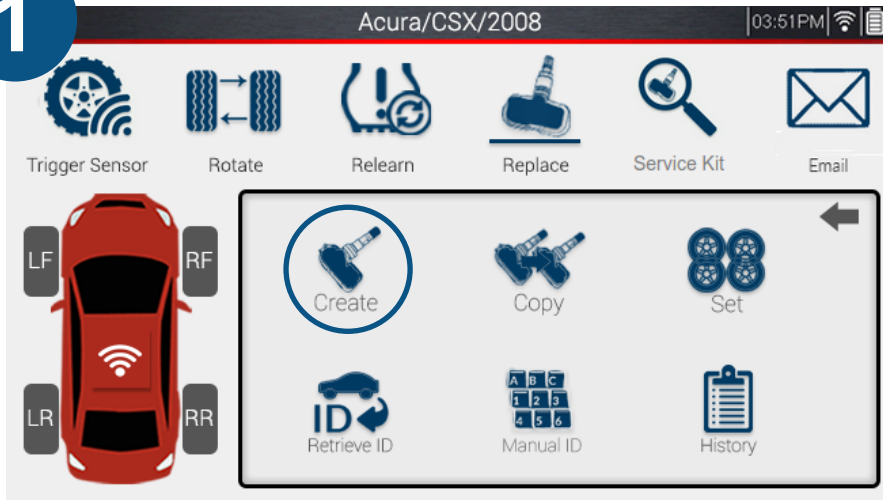 1
Acura/CSX/2008
03:51PM
Trigger Sensor
Rotate
Relearn
Replace
Service Kit
Email
LF
RF
LR
RR
Create
Copy
Set
ID
Retrieve ID
A B C
1 2 3
4 5 6
Manual ID
History